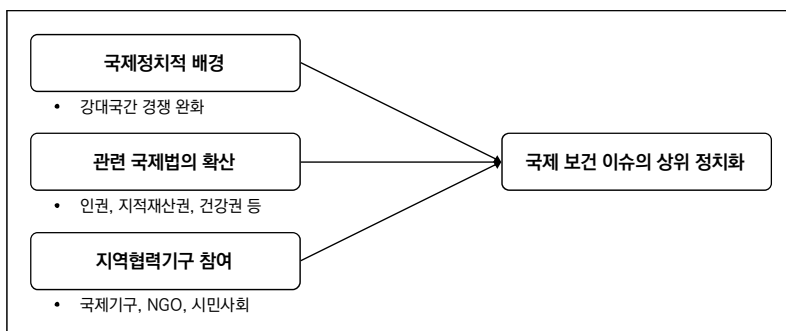 국제정치적 배경
• 강대국간 경쟁 완화
관련 국제법의 확산
국제 보건 이슈의 상위 정치화
• 인권, 지적재산권, 건강권 등
지역협력기구 참여
• 국제기구, NGO, 시민사회